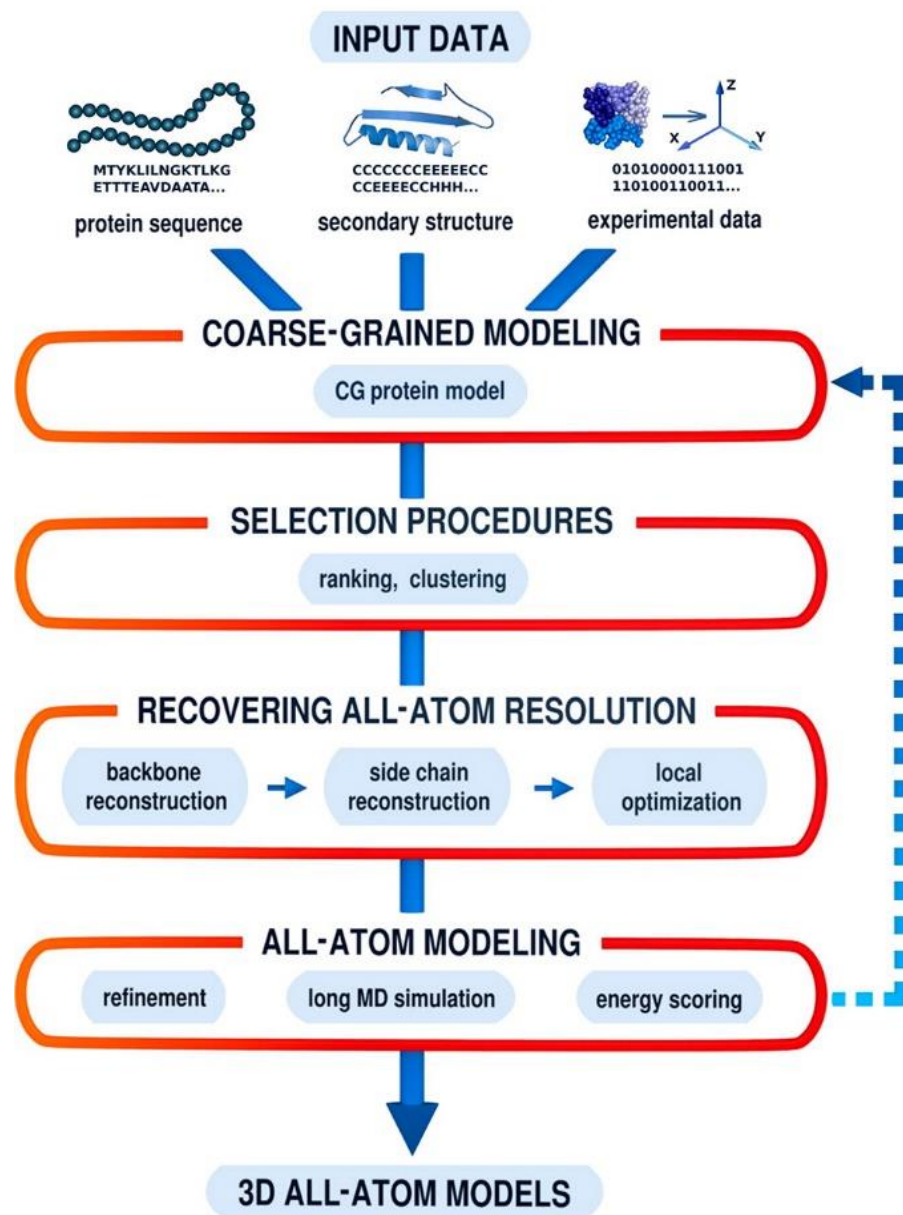 INPUT DATA
MTYKLILNGKTLKG
ETTTEAVDAATA...
protein sequence
CCCCCCCEEEEECC
CCEEEECCHHH...
secondary structure
Z
X
Y
01010000111001
110100110011...
experimental data
COARSE-GRAINED MODELING
CG protein model
SELECTION PROCEDURES
ranking, clustering
RECOVERING ALL-ATOM RESOLUTION
backbone
reconstruction
side chain
reconstruction
local
optimization
ALL-ATOM MODELING
refinement
long MD simulation
energy scoring
3D ALL-ATOM MODELS